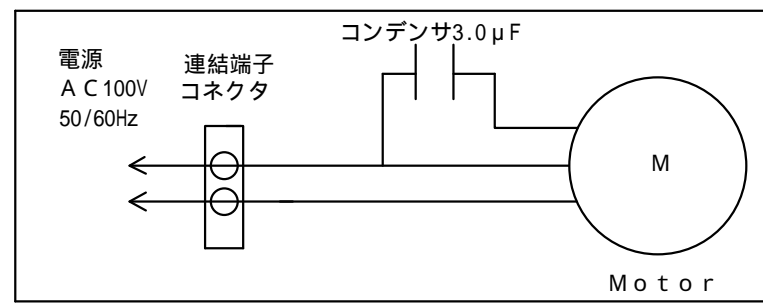 コンデンサ3.0μF
電源
ＡＣ100V
50/60Hz
連結端子
コネクタ
M
Ｍｏｔｏｒ